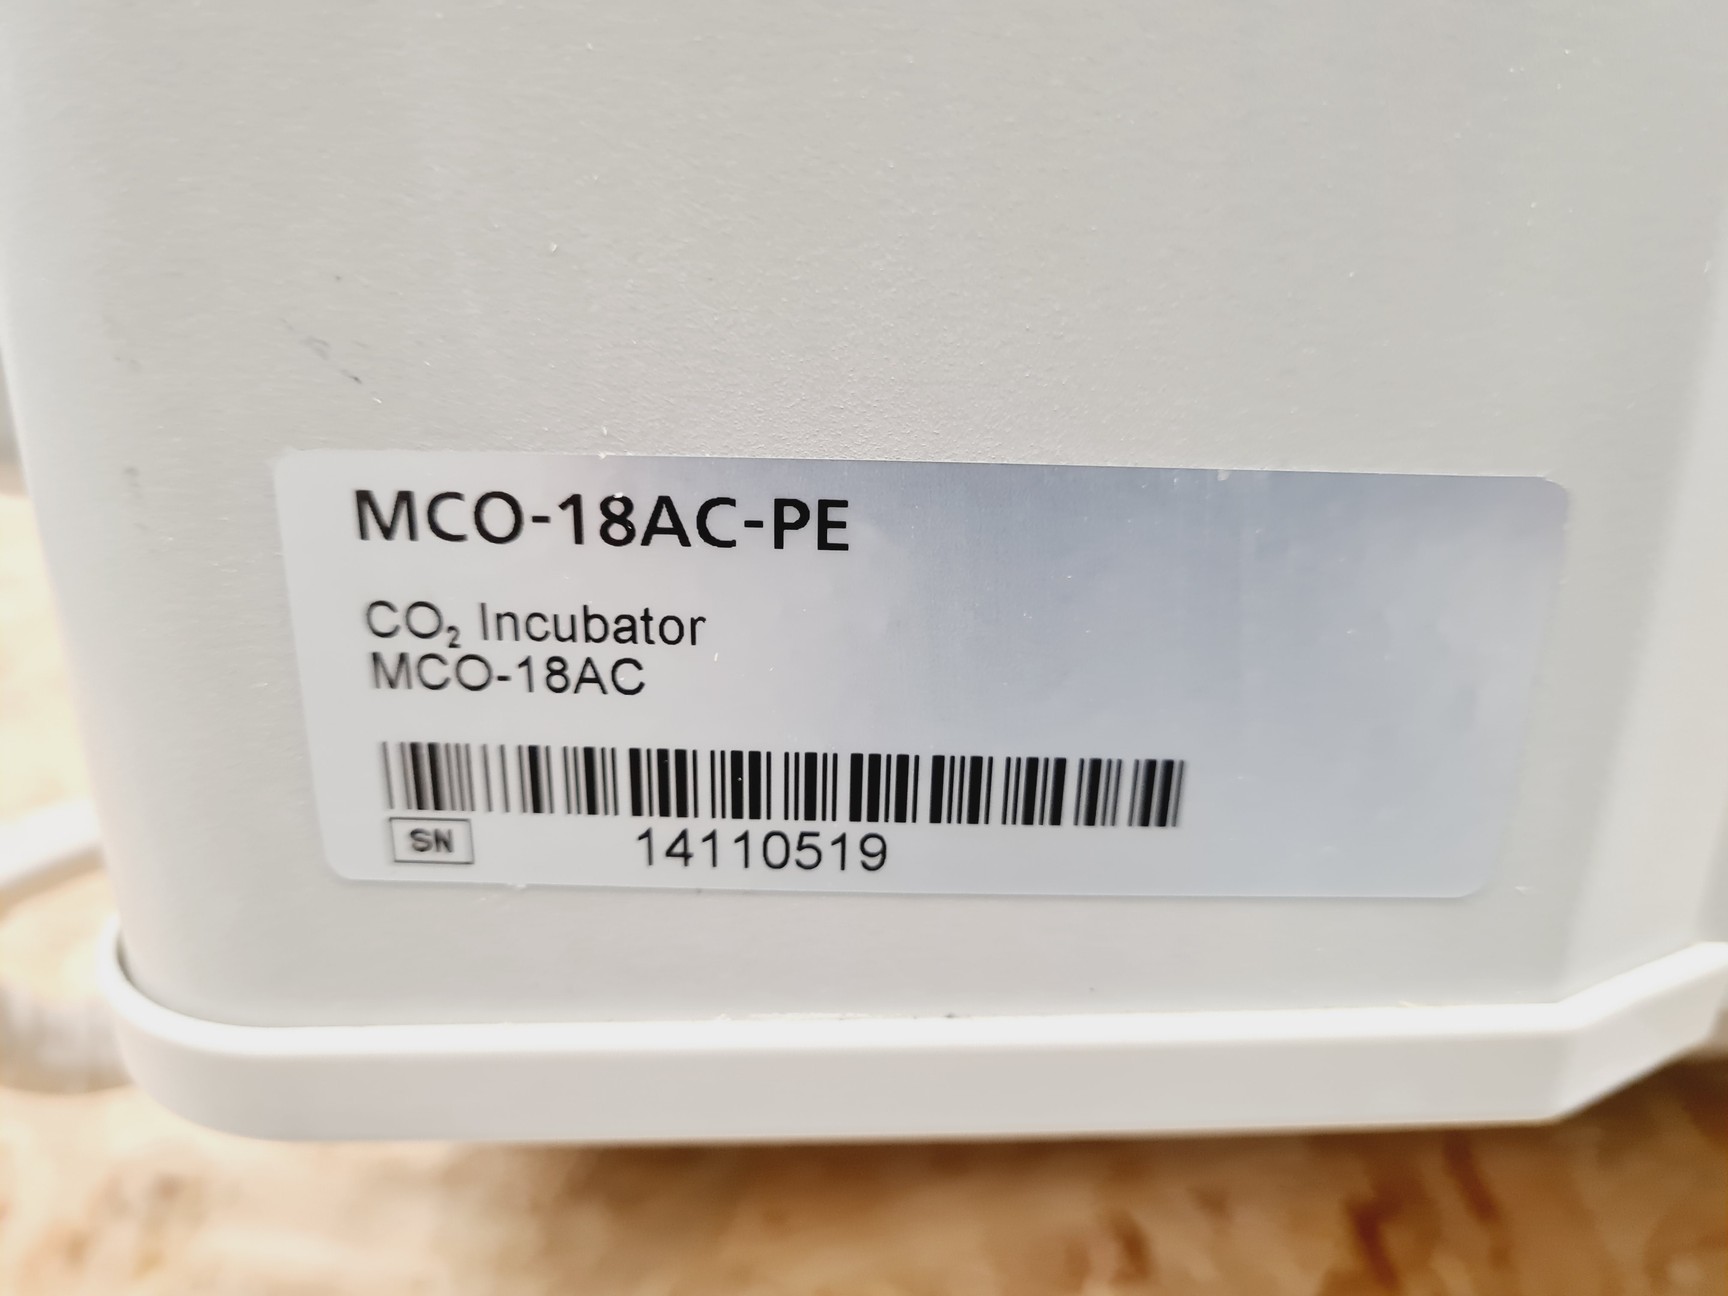 MCO-18AC-PE
CO₂ Incubator
MCO-18AC
SN 14110519